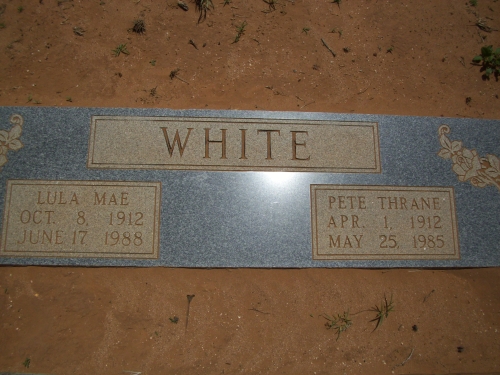 WHITE
LULA MAE
OCT. 8, 1912
JUNE 17 1988
PETE THRANE
APR. 1, 1912
MAY 25, 1985